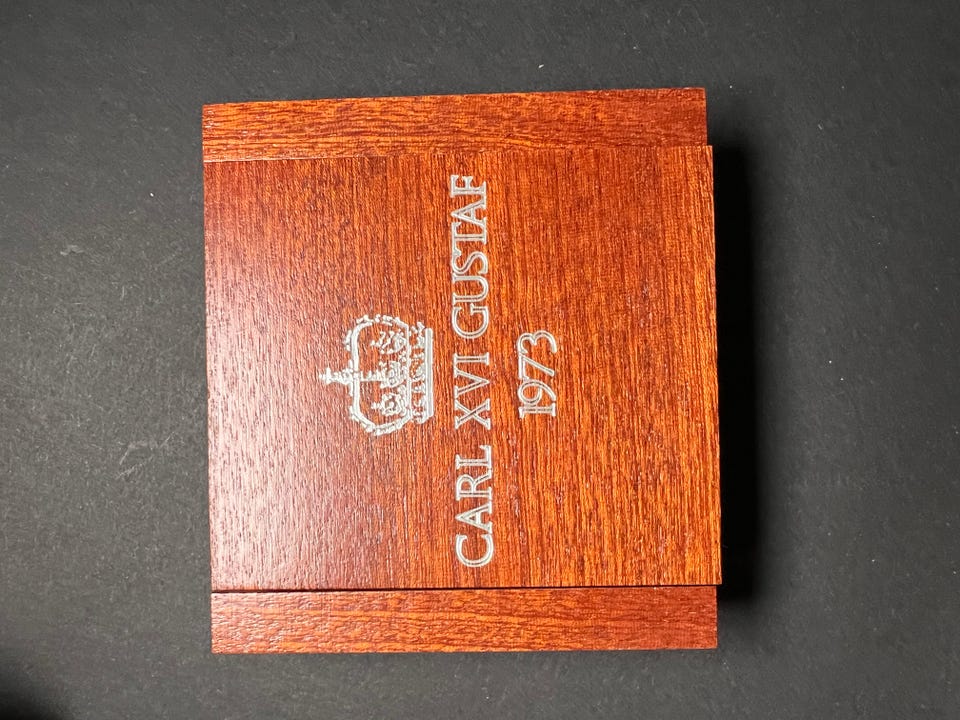 CARL XVI GUSTAF
1973